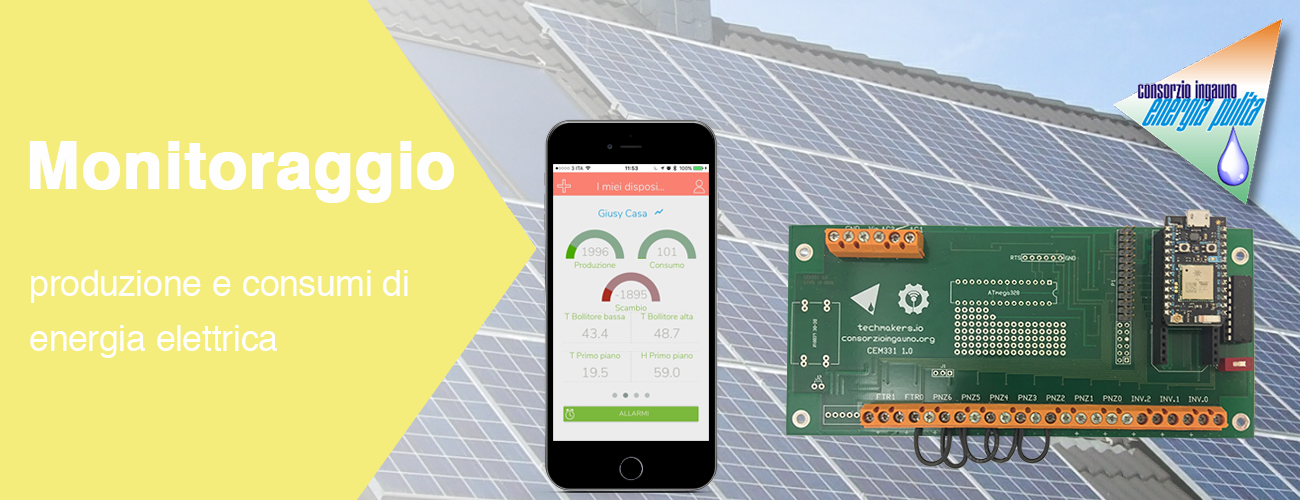 Monitoraggio
produzione e consumi di
energia elettrica
3 ITA
11:53
100%
I miei disposi...
Giusy Casa
1996
101
Produzione
Consumo
-1895
Scambio
T Bollitore bassa
T Bollitore alta
43.4
48.7
T Primo piano
H Primo piano
19.5
59.0
ALLARMI
consorzio ingauno
energia pulita
RTS
GND
ATmega328
P1
techmakers.io
consorzioingauno.org
CEM331 1.0
FTR1 FTR0 PNZ6 PNZ5 PNZ4 PNZ3 PNZ2 PNZ1 PNZ0 INV.2 INV.1 INV.0